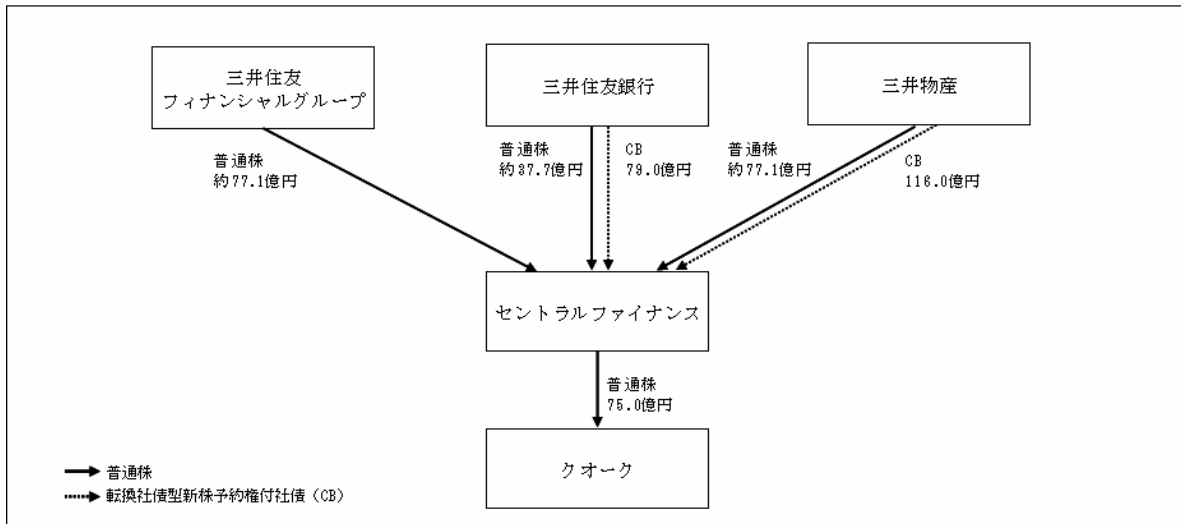 三井住友
フィナンシャルグループ
三井住友銀行
三井物産
普通株
約77.1億円
普通株
約37.7億円
CB
79.0億円
普通株
約77.1億円
CB
116.0億円
セントラルファイナンス
普通株
75.0億円
クオーク
普通株
転換社債型新株予約権付社債（CB）